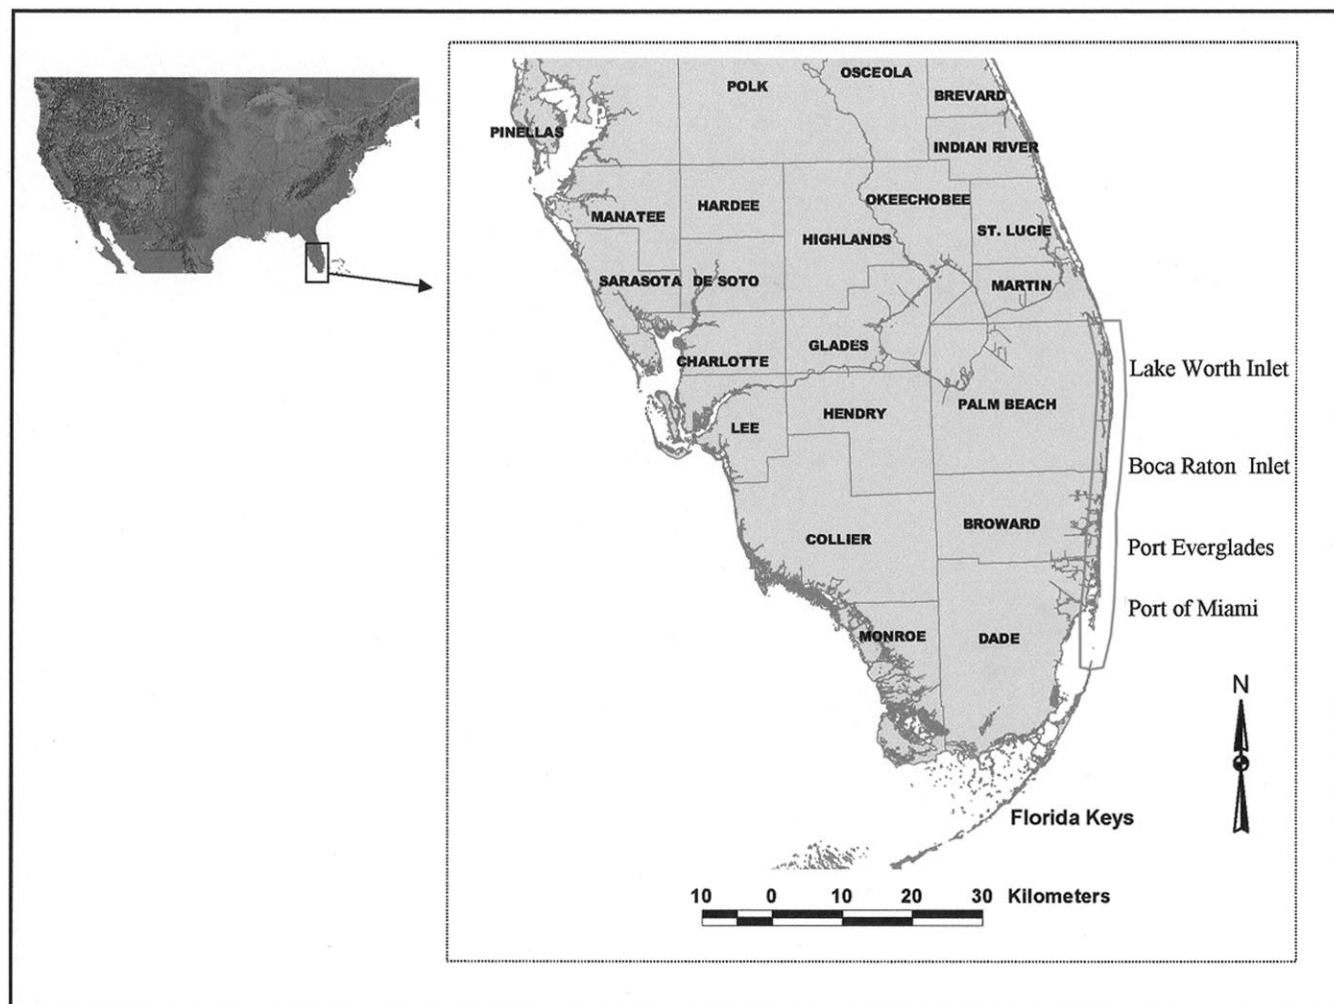 OSCEOLA
POLK
BREVARD
PINELLAS
INDIAN RIVER
HARDEE
OKEECHOBEE
MANATEE
ST. LUCIE
HIGHLANDS
SARASOTA
DE SOTO
MARTIN
GLADES
CHARLOTTE
Lake Worth Inlet
PALM BEACH
HENDRY
LEE
Boca Raton Inlet
BROWARD
COLLIER
Port Everglades
Port of Miami
MONROE
DADE
N
Florida Keys
10 0 10 20 30 Kilometers